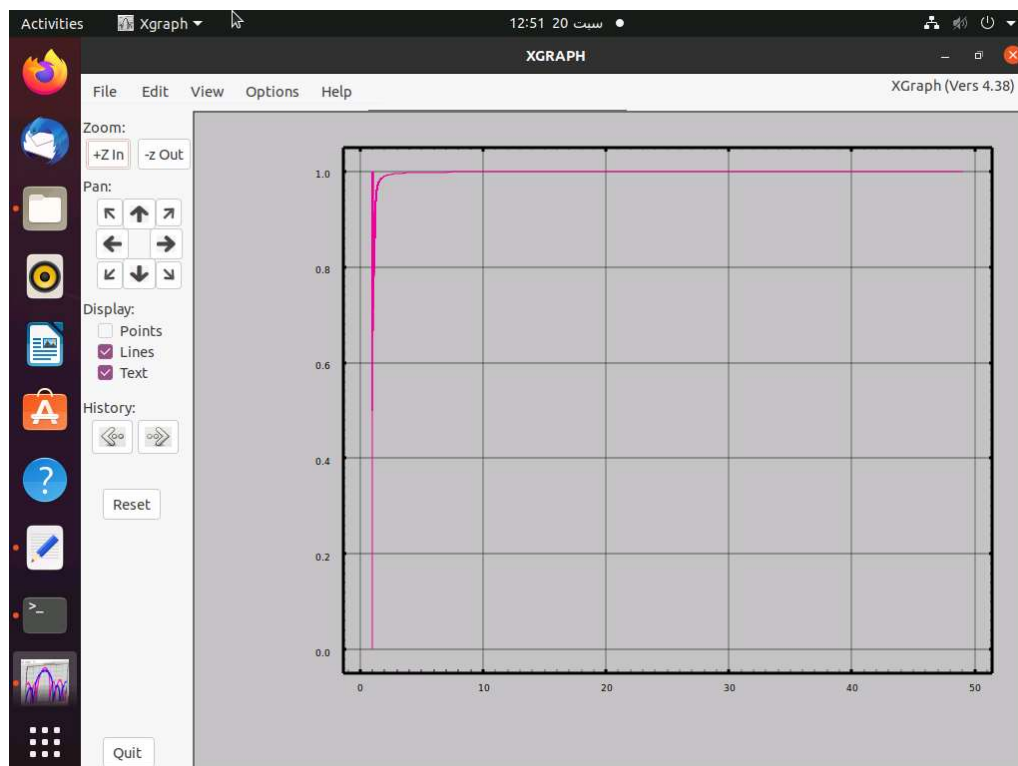 Activities
Xgraph
12:51 20 سبت
XGRAPH
File Edit View Options Help
XGraph (Vers 4.38)
Zoom:
+Z In -z Out
Pan:
Display:
Points
Lines
Text
History:
Reset
Quit
1.0
0.8
0.6
0.4
0.2
0.0
0 10 20 30 40 50